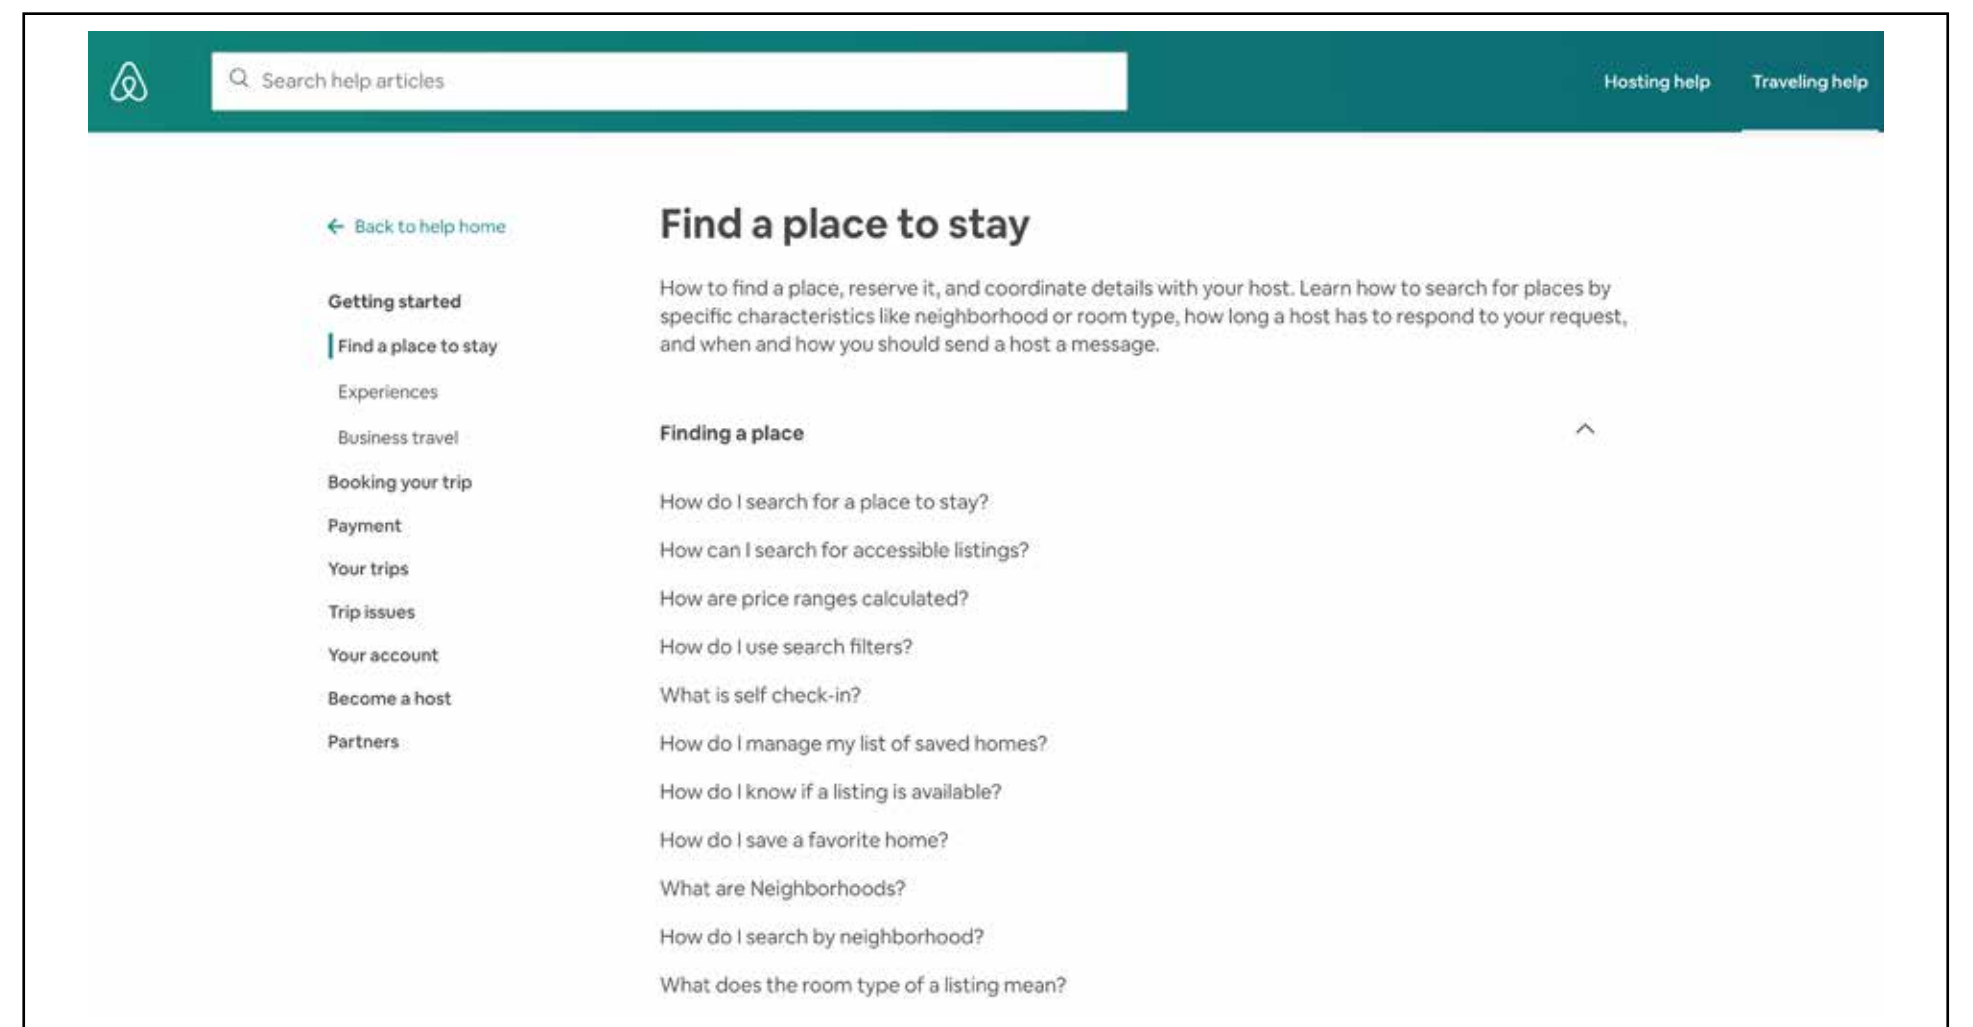 Search help articles
Hosting help
Traveling help
Back to help home
Getting started
Find a place to stay
Experiences
Business travel
Booking your trip
Payment
Your trips
Trip issues
Your account
Become a host
Partners
Find a place to stay
How to find a place, reserve it, and coordinate details with your host. Learn how to search for places by
specific characteristics like neighborhood or room type, how long a host has to respond to your request,
and when and how you should send a host a message.
Finding a place
How do I search for a place to stay?
How can I search for accessible listings?
How are price ranges calculated?
How do I use search filters?
What is self check-in?
How do I manage my list of saved homes?
How do I know if a listing is available?
How do I save a favorite home?
What are Neighborhoods?
How do I search by neighborhood?
What does the room type of a listing mean?